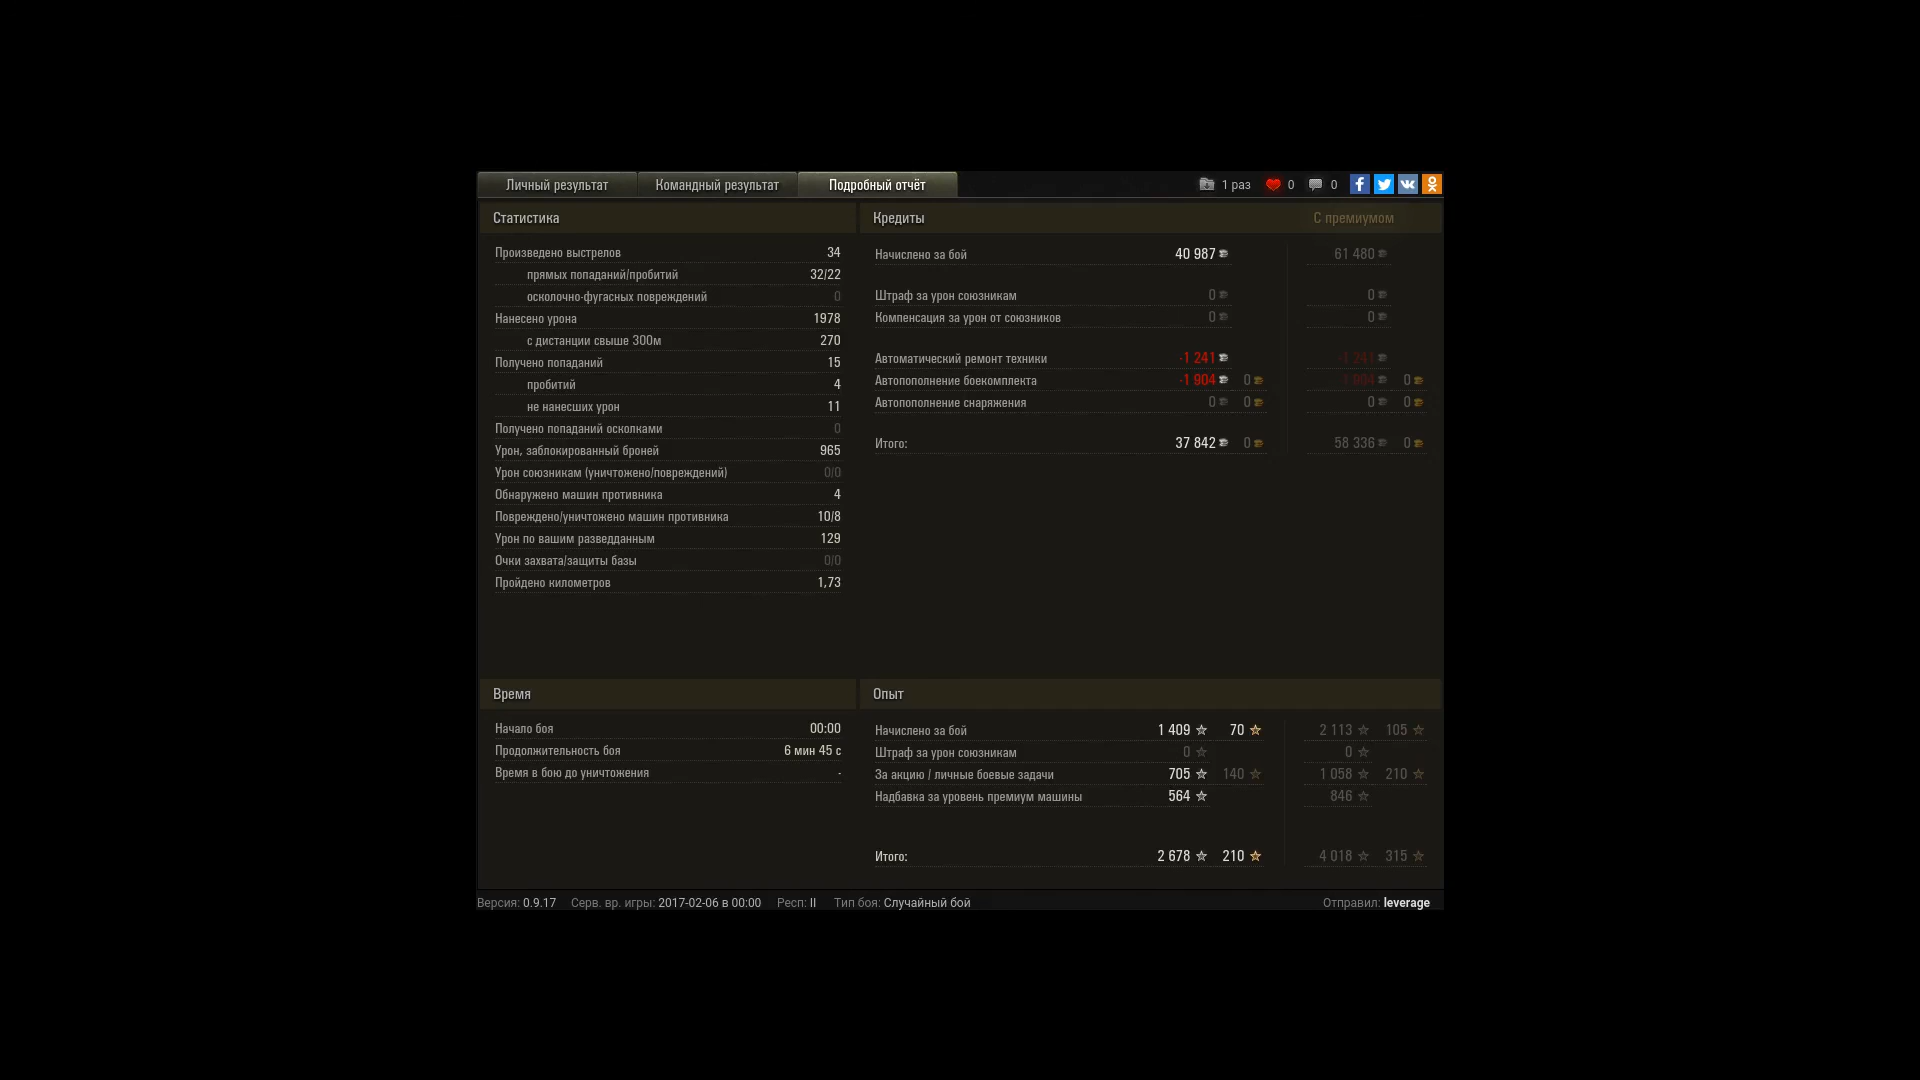 Личный результат Командный результат Подробный отчёт 1 раз 0 0
Статистика
Произведено выстрелов 34
прямых попаданий/пробитий 32/22
осколочно-фугасных повреждений 0
Нанесено урона 1978
с дистанции свыше 300м 270
Получено попаданий 15
пробитий 4
не нанесших урон 11
Получено попаданий осколками 0
Урон, заблокированный броней 965
Урон союзникам (уничтожено/повреждений) 0/0
Обнаружено машин противника 4
Повреждено/уничтожено машин противника 10/8
Урон по вашим разведданным 129
Очки захвата/защиты базы 0/0
Пройдено километров 1,73
Кредиты С премиумом
Начислено за бой 40 987 61 480
Штраф за урон союзникам 0 0
Компенсация за урон от союзников 0 0
Автоматический ремонт техники -1 241 -1 241
Автопополнение боекомплекта -1 904 0 -1 904 0
Автопополнение снаряжения 0 0 0 0
Итого: 37 842 0 58 336 0
Время
Начало боя 00:00
Продолжительность боя 6 мин 45 с
Время в бою до уничтожения -
Опыт
Начислено за бой 1 409 70 2 113 105
Штраф за урон союзникам 0 0
За акцию / личные боевые задачи 705 140 1 058 210
Надбавка за уровень премиум машины 564 846
Итого: 2 678 210 4 018 315
Версия: 0.9.17 Серв. вр. игры: 2017-02-06 в 00:00 Респ: II Тип боя: Случайный бой Отправил: leverage